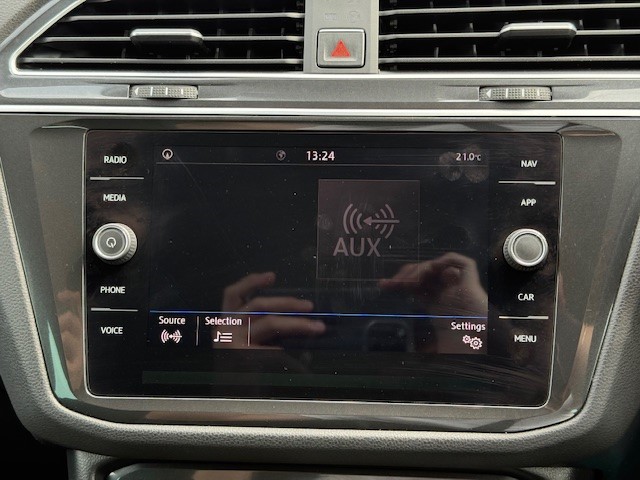 RADIO
MEDIA
PHONE
VOICE
13:24
21.0°C
AUX
Source
Selection
Settings
NAV
APP
CAR
MENU